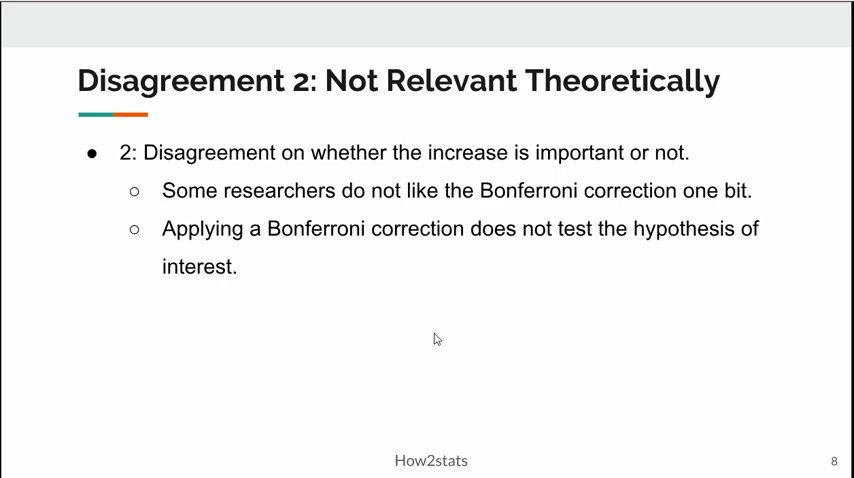 Disagreement 2: Not Relevant Theoretically
● 2: Disagreement on whether the increase is important or not.
○ Some researchers do not like the Bonferroni correction one bit.
○ Applying a Bonferroni correction does not test the hypothesis of
interest.
How2stats
8